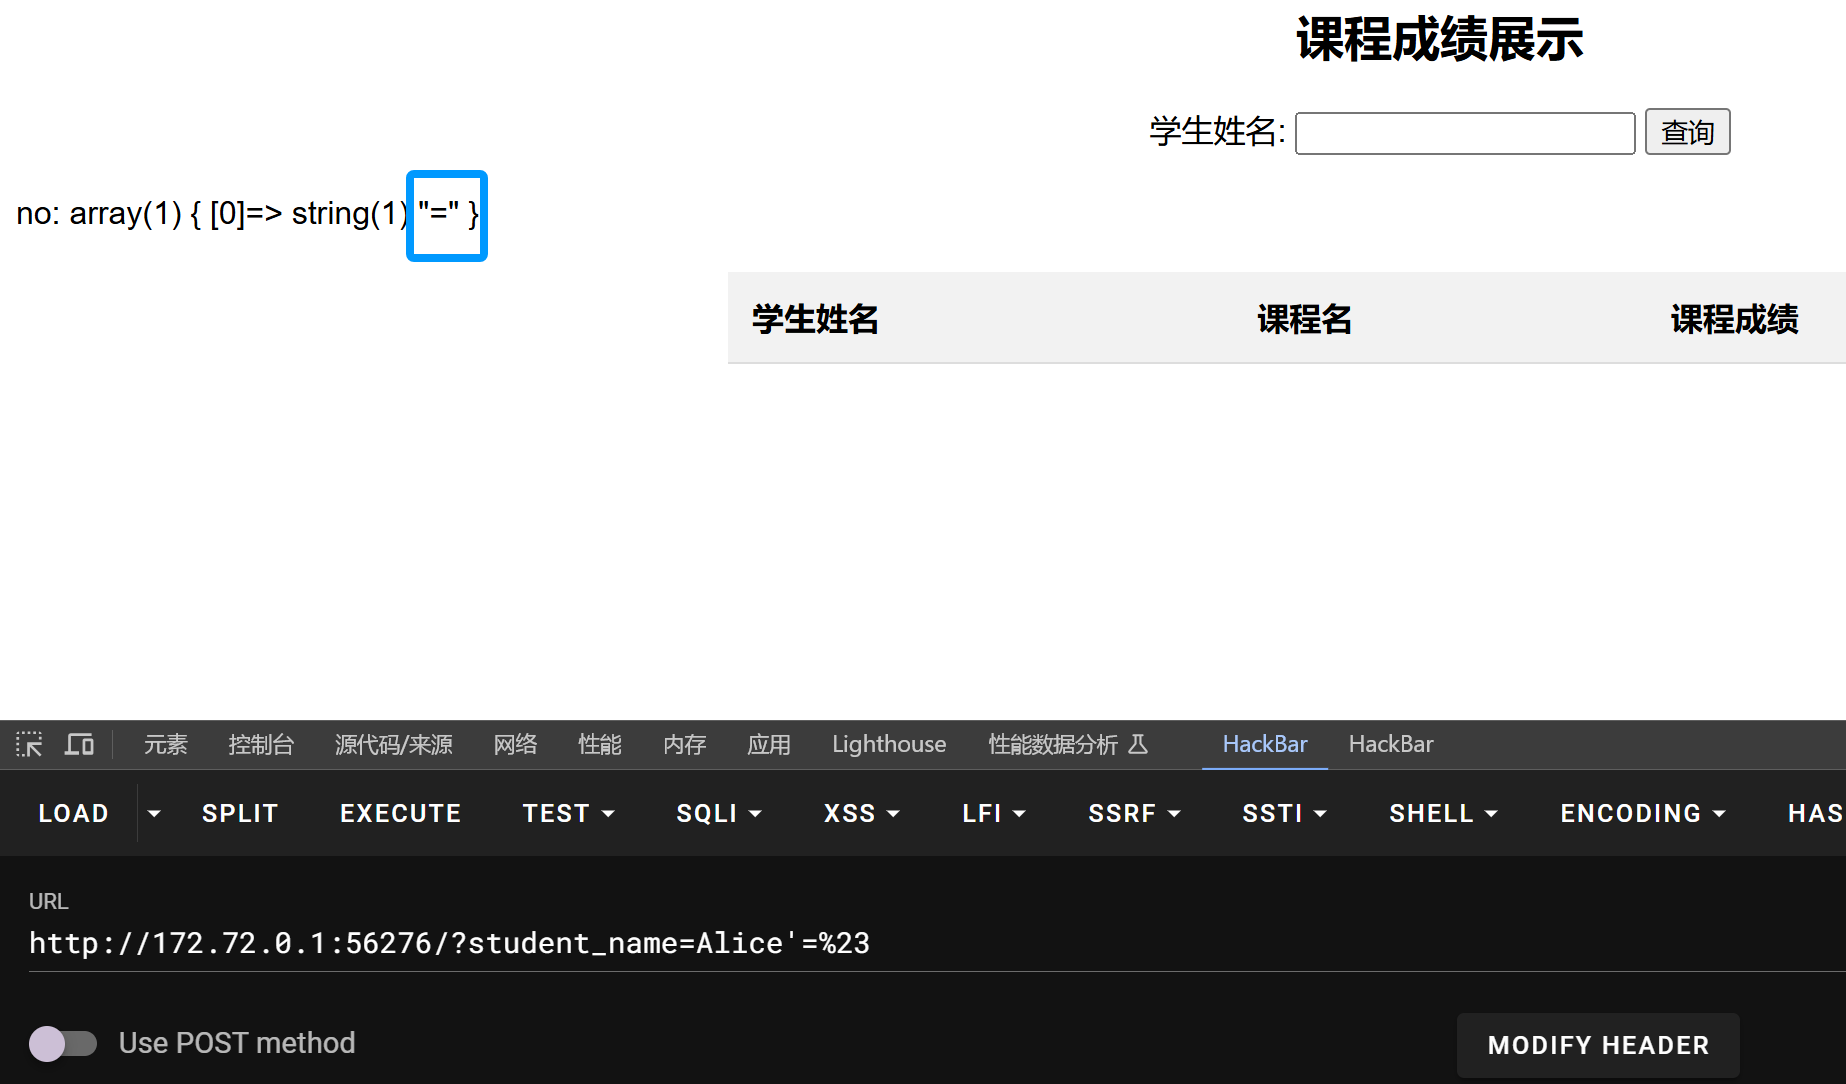 课程成绩展示
学生姓名: 查询
no: array(1) { [0]=> string(1) "=" }
学生姓名 课程名 课程成绩
元素 控制台 源代码/来源 网络 性能 内存 应用 Lighthouse 性能数据分析 HackBar HackBar
LOAD SPLIT EXECUTE TEST SQLI XSS LFI SSRF SSTI SHELL ENCODING HAS
URL
http://172.72.0.1:56276/?student_name=Alice'=%23
Use POST method MODIFY HEADER